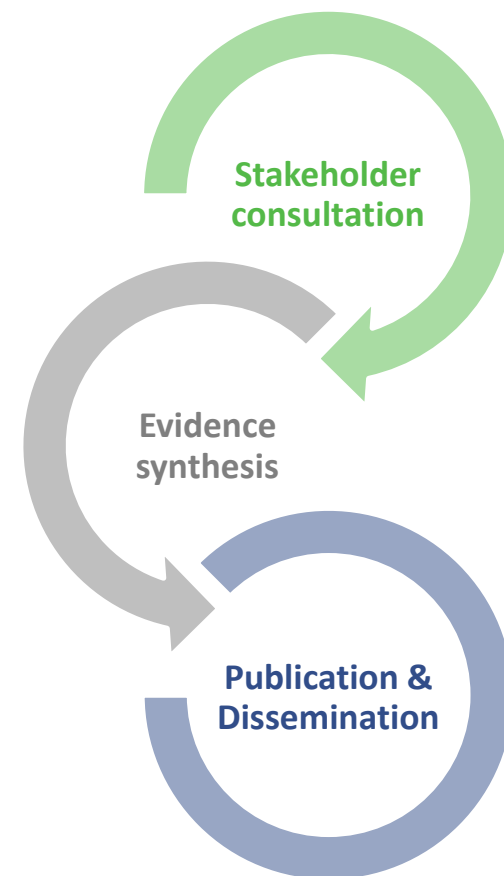 Stakeholder
consultation
Evidence
synthesis
Publication &
Dissemination